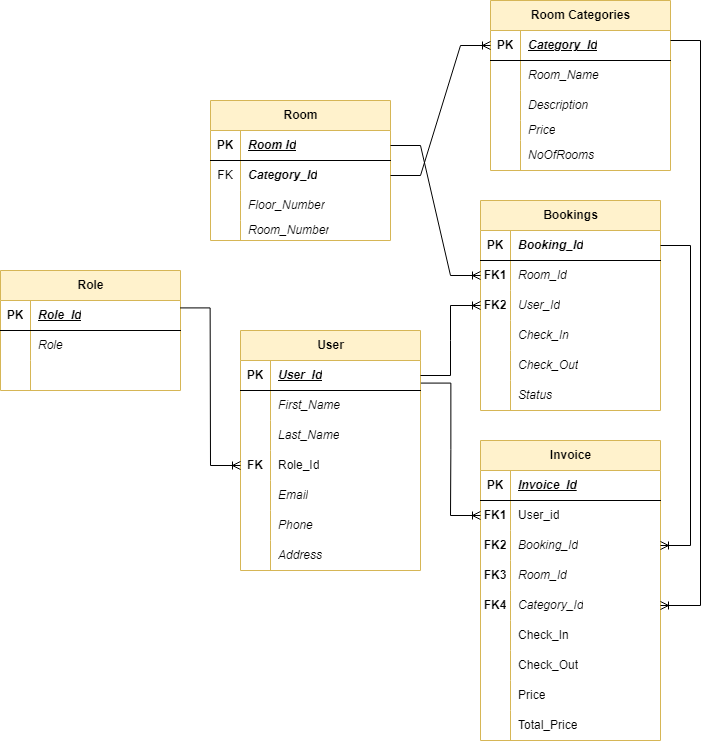 Room Categories
PK Category_Id
Room_Name
Description
Price
NoOfRooms
Room
PK Room Id
FK Category_Id
Floor_Number
Room_Number
Bookings
PK Booking_Id
FK1 Room_Id
FK2 User_Id
Check_In
Check_Out
Status
Role
PK Role_Id
Role
User
PK User_Id
First_Name
Last_Name
FK Role_Id
Email
Phone
Address
Invoice
PK Invoice_Id
FK1 User_id
FK2 Booking_Id
FK3 Room_Id
FK4 Category_Id
Check_In
Check_Out
Price
Total_Price